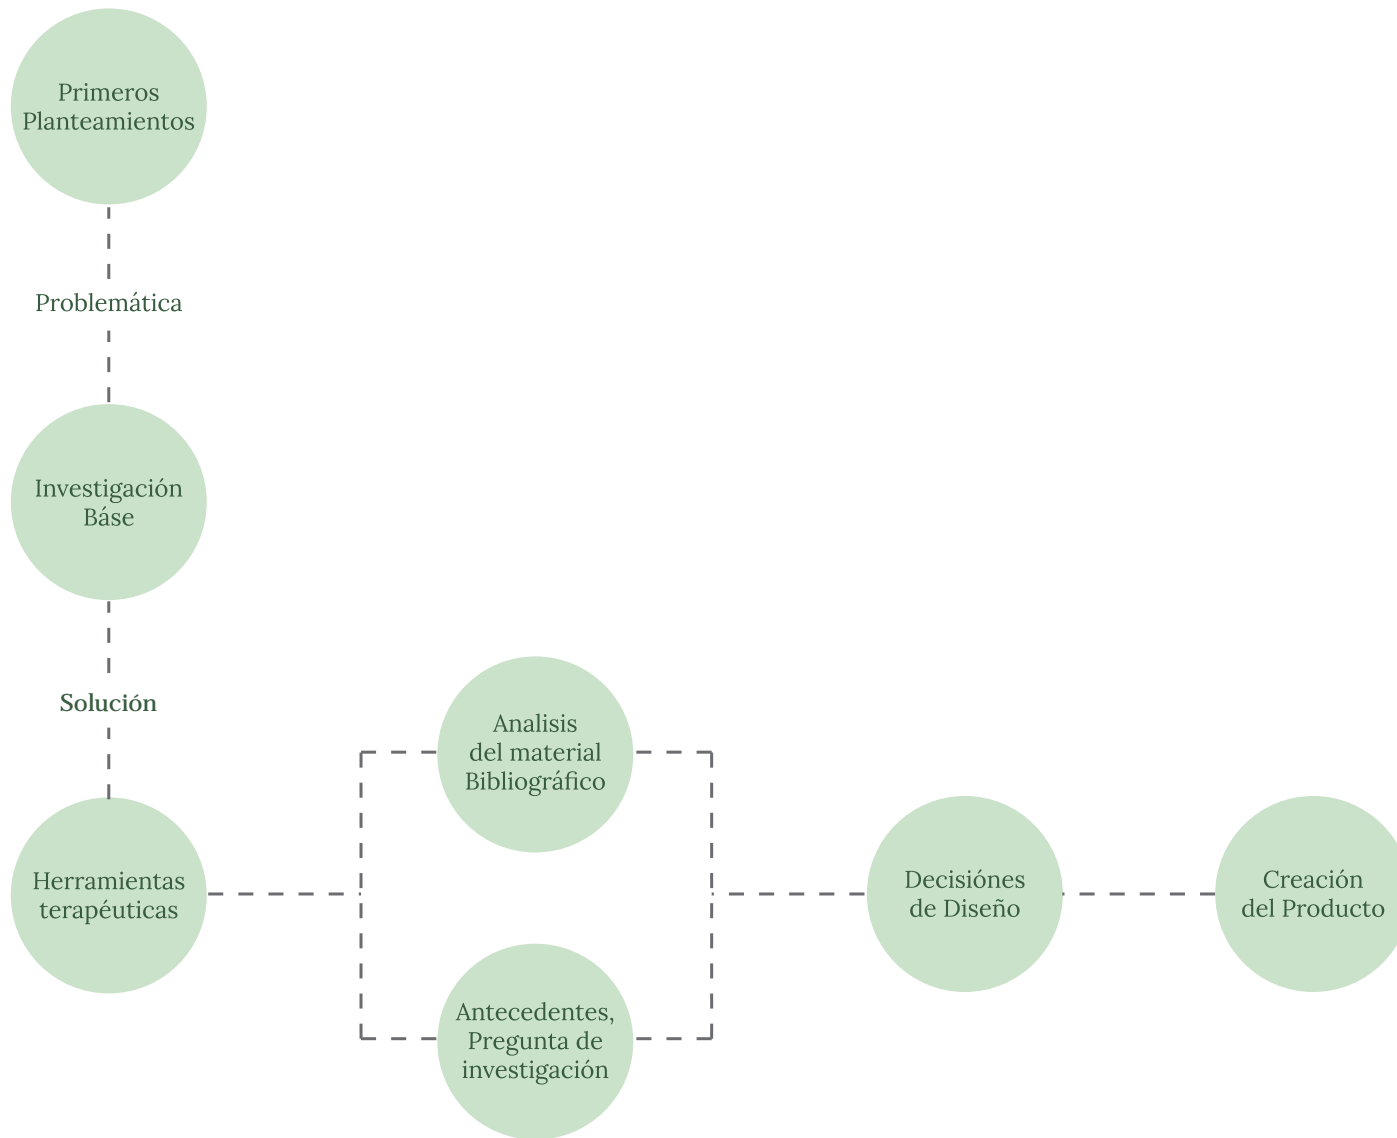 Primeros
Planteamientos
Problemática
Investigación
Báse
Solución
Herramientas
terapéuticas
Analisis
del material
Bibliográfico
Antecedentes,
Pregunta de
investigación
Decisiónes
de Diseño
Creación
del Producto